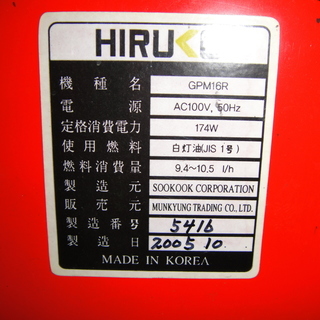 HIRUKO
機種名 GPM16R
電源 AC100V, 60Hz
定格消費電力 174W
使用燃料 白灯油(JIS 1号)
燃料消費量 9.4~10.5 l/h
製造元 SOOKOOK CORPORATION
販売元 MUNKYUNG TRADING CO., LTD.
製造番号 5416
製造日 2005 10
MADE IN KOREA